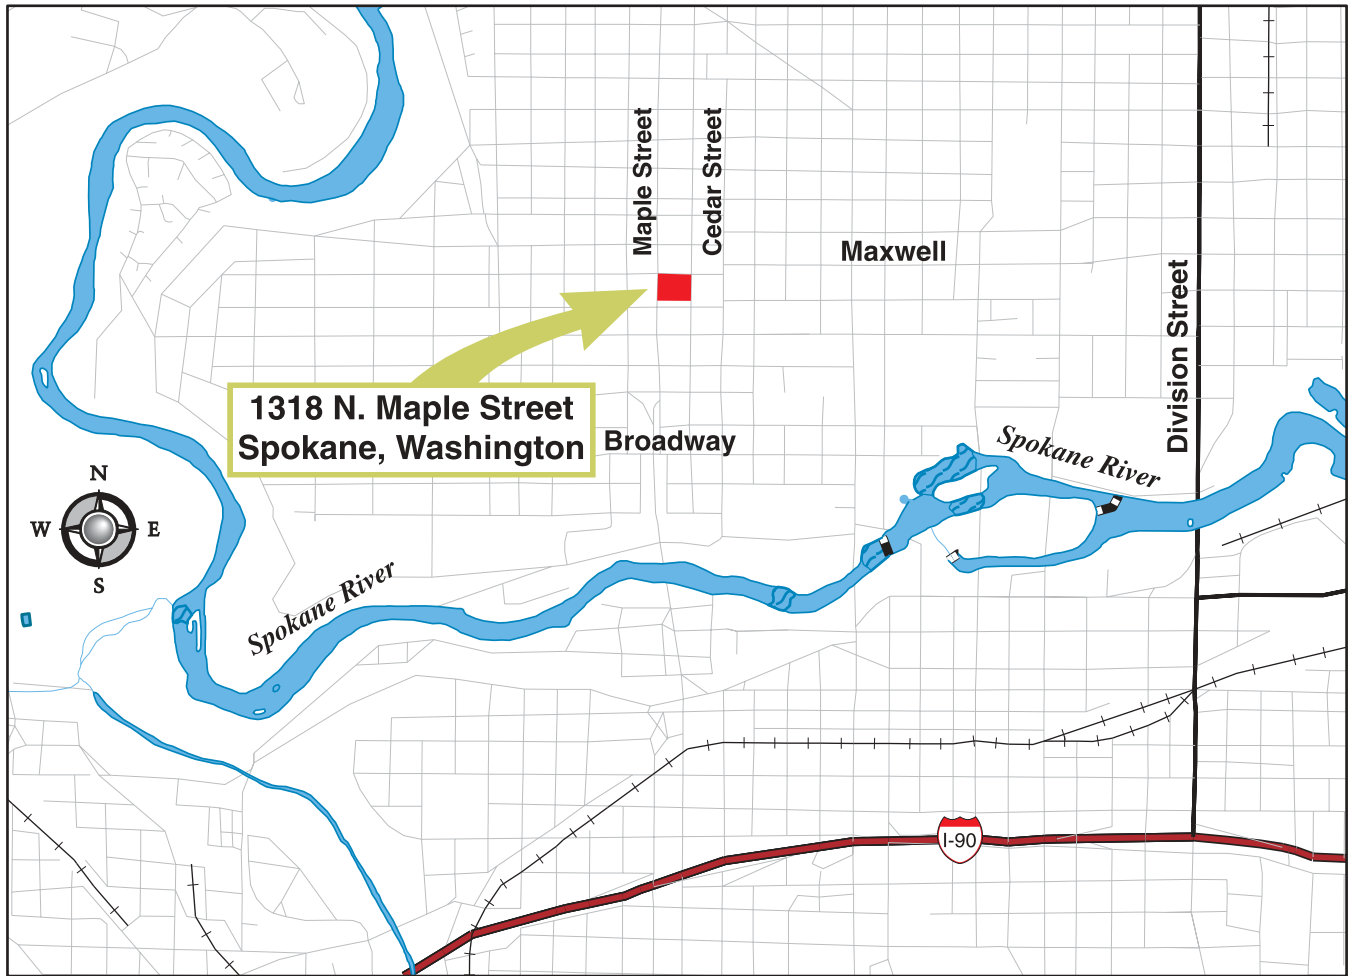 Maple Street
Cedar Street
Maxwell
Division Street
1318 N. Maple Street
Spokane, Washington
Broadway
Spokane River
N
W
E
S
Spokane River
I-90